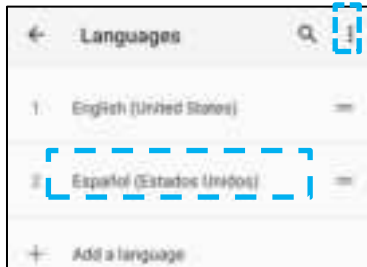 Languages
1 English (United States)
2 Español (Estados Unidos)
+ Add a language